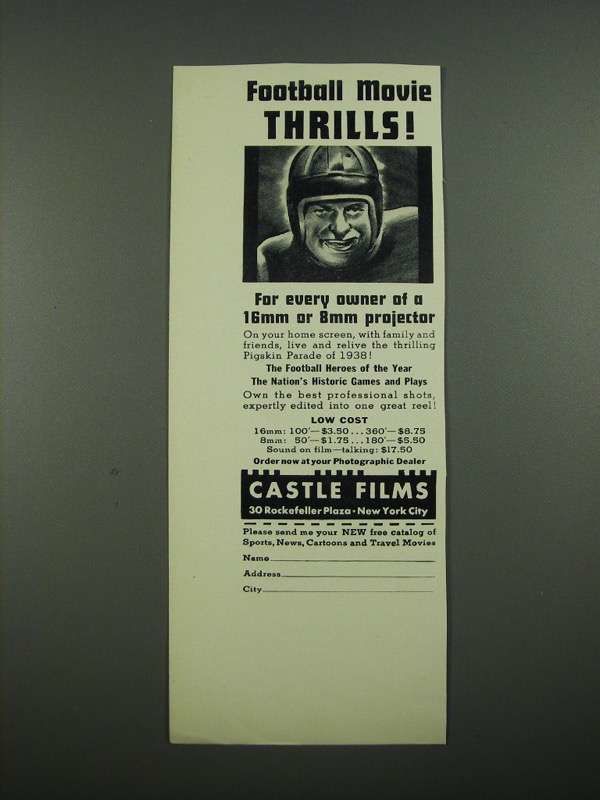 Football Movie
THRILLS!
For every owner of a
16mm or 8mm projector
On your home screen, with family and
friends, live and relive the thrilling
Pigskin Parade of 1938!
The Football Heroes of the Year
The Nation's Historic Games and Plays
Own the best professional shots,
expertly edited into one great reel!
LOW COST
16mm: 100'—$3.50...360'—$8.75
8mm: 50'—$1.75...180'—$5.50
Sound on film—talking: $17.50
Order now at your Photographic Dealer
CASTLE FILMS
30 Rockefeller Plaza • New York City
Please send me your NEW free catalog of
Sports, News, Cartoons and Travel Movies
Name
Address
City